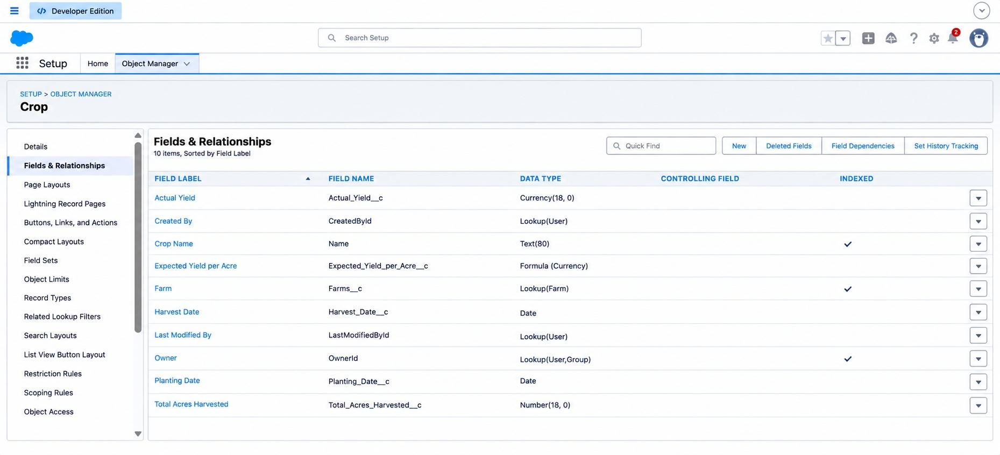 Developer Edition
Search Setup
2
Setup
Home
Object Manager
SETUP > OBJECT MANAGER
Crop
Details
Fields & Relationships
Page Layouts
Lightning Record Pages
Buttons, Links, and Actions
Compact Layouts
Field Sets
Object Limits
Record Types
Related Lookup Filters
Search Layouts
List View Button Layout
Restriction Rules
Scoping Rules
Object Access
Fields & Relationships
10 items, Sorted by Field Label
Quick Find
New
Deleted Fields
Field Dependencies
Set History Tracking
FIELD LABEL FIELD NAME DATA TYPE CONTROLLING FIELD INDEXED
Actual Yield Actual_Yield__c Currency(18, 0)
Created By CreatedById Lookup(User)
Crop Name Name Text(80)
Expected Yield per Acre Expected_Yield_per_Acre__c Formula (Currency)
Farm Farms__c Lookup(Farm)
Harvest Date Harvest_Date__c Date
Last Modified By LastModifiedById Lookup(User)
Owner OwnerId Lookup(User,Group)
Planting Date Planting_Date__c Date
Total Acres Harvested Total_Acres_Harvested__c Number(18, 0)